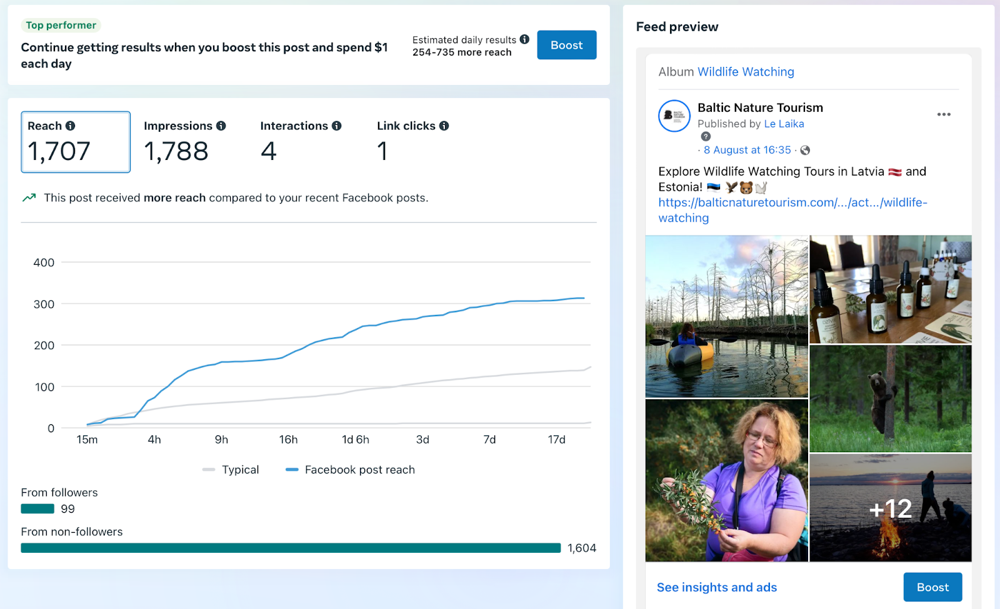 Top performer
Continue getting results when you boost this post and spend $1
each day
Estimated daily results
254-735 more reach
Boost
Reach
1,707
Impressions
1,788
Interactions
4
Link clicks
1
This post received more reach compared to your recent Facebook posts.
400
300
200
100
0
15m 4h 9h 16h 1d 6h 3d 7d 17d
Typical Facebook post reach
From followers
99
From non-followers
1,604
Feed preview
Album Wildlife Watching
BALTIC
NATURE
TOURISM
Baltic Nature Tourism
Published by Le Laika
· 8 August at 16:35 ·
Explore Wildlife Watching Tours in Latvia 🇱🇻 and
Estonia! 🇪🇪 🦅🐻🕊
https://balticnaturetourism.com/.../act.../wildlife-
watching
+12
See insights and ads
Boost